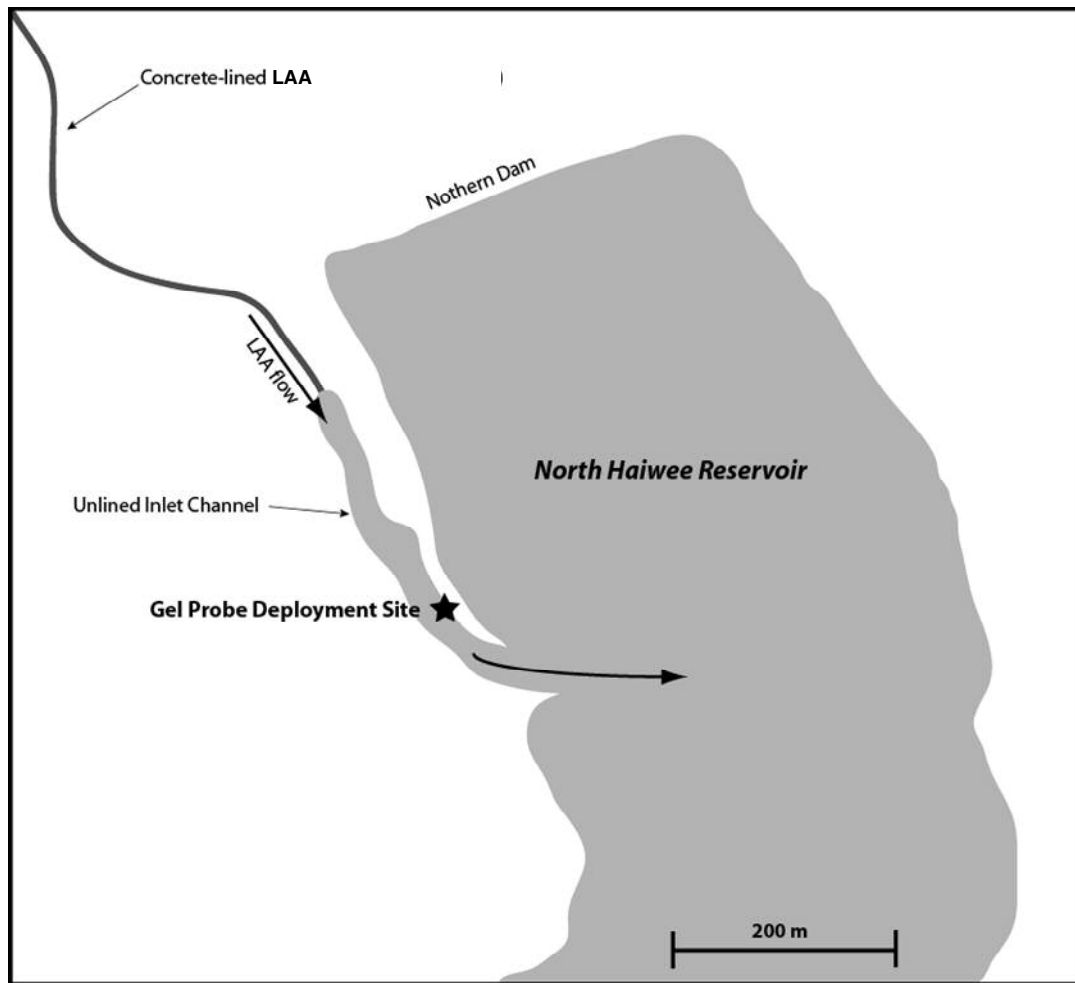 Concrete-lined LAA )
Nothern Dam
LAA flow
North Haiwee Reservoir
Unlined Inlet Channel
Gel Probe Deployment Site
200 m